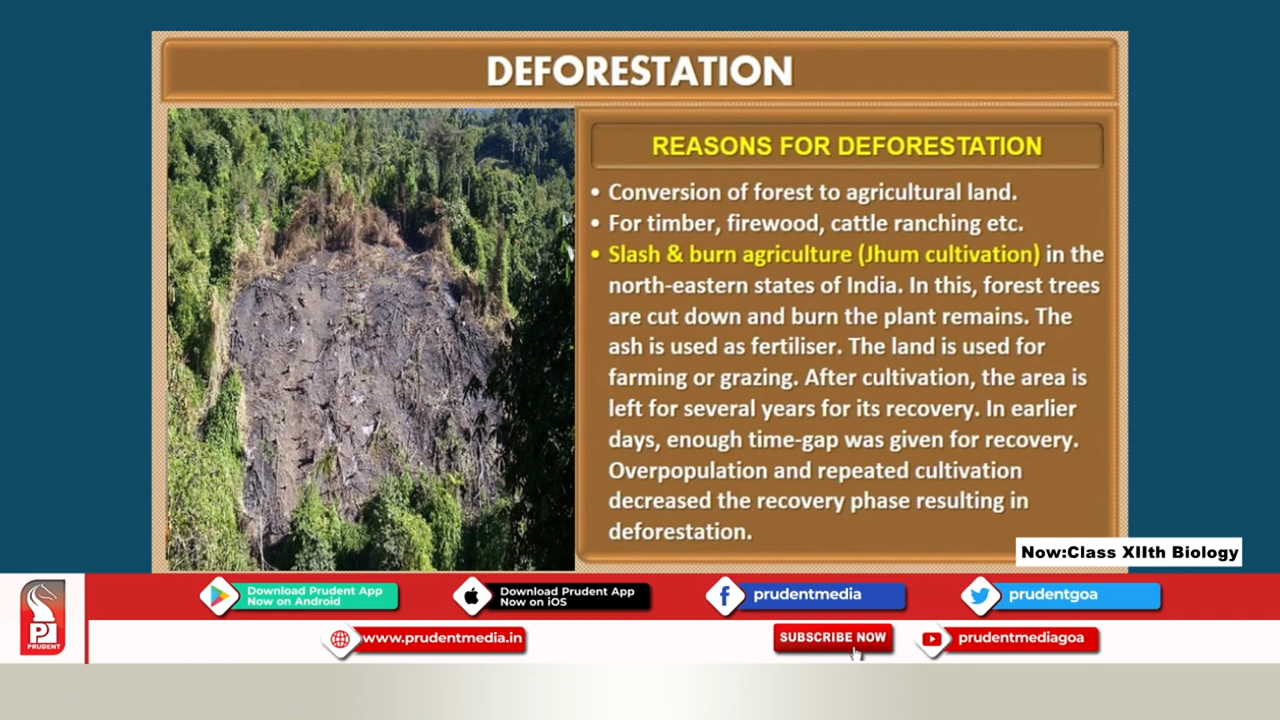 DEFORESTATION
REASONS FOR DEFORESTATION
• Conversion of forest to agricultural land.
• For timber, firewood, cattle ranching etc.
• Slash & burn agriculture (Jhum cultivation) in the
north-eastern states of India. In this, forest trees
are cut down and burn the plant remains. The
ash is used as fertiliser. The land is used for
farming or grazing. After cultivation, the area is
left for several years for its recovery. In earlier
days, enough time-gap was given for recovery.
Overpopulation and repeated cultivation
decreased the recovery phase resulting in
deforestation.
Now:Class XIIth Biology
PRUDENT
Download Prudent App
Now on Android
Download Prudent App
Now on iOS
prudentmedia
prudentgoa
www.prudentmedia.in
SUBSCRIBE NOW
prudentmediagoa